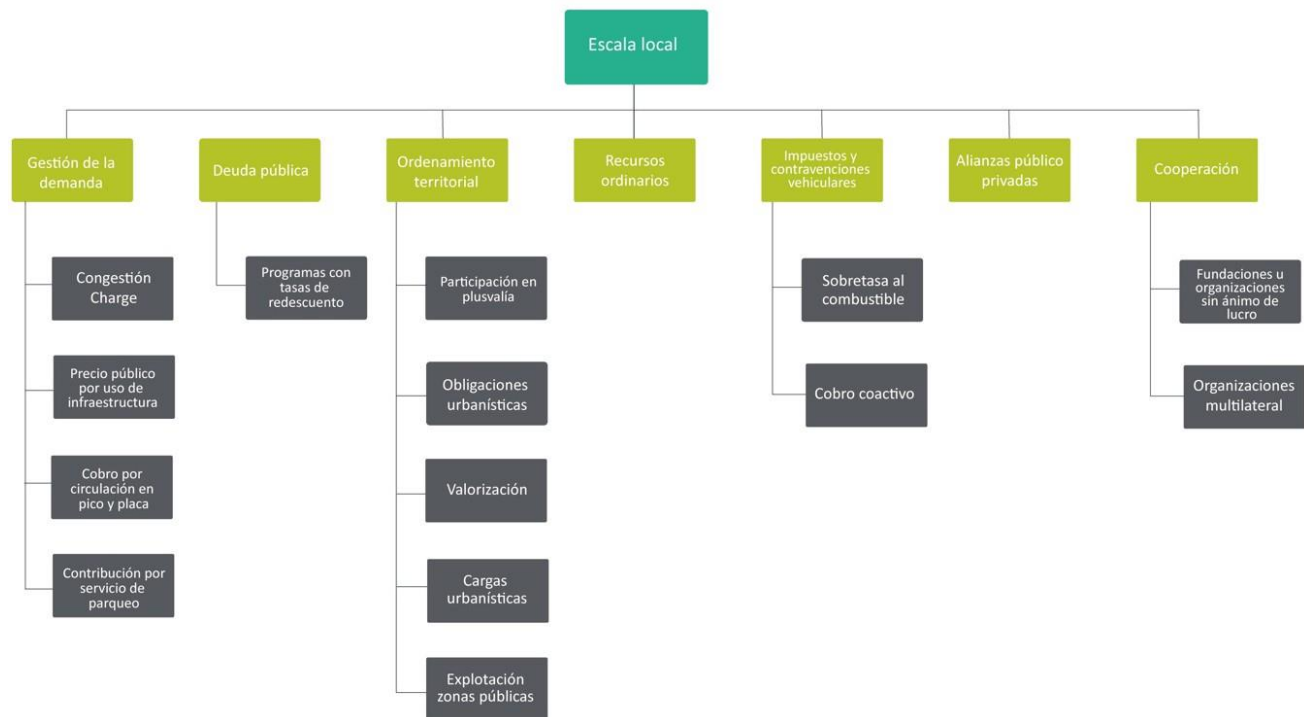 Escala local
Gestión de la
demanda
Deuda pública
Ordenamiento
territorial
Recursos
ordinarios
Impuestos y
contravenciones
vehiculares
Alianzas público
privadas
Cooperación
Congestión
Charge
Precio público
por uso de
infraestructura
Cobro por
circulación en
pico y placa
Contribución por
servicio de
parqueo
Programas con
tasas de
redescuento
Participación en
plusvalía
Obligaciones
urbanísticas
Valorización
Cargas
urbanísticas
Explotación
zonas públicas
Sobretasa al
combustible
Cobro coactivo
Fundaciones u
organizaciones
sin ánimo de
lucro
Organizaciones
multilateral